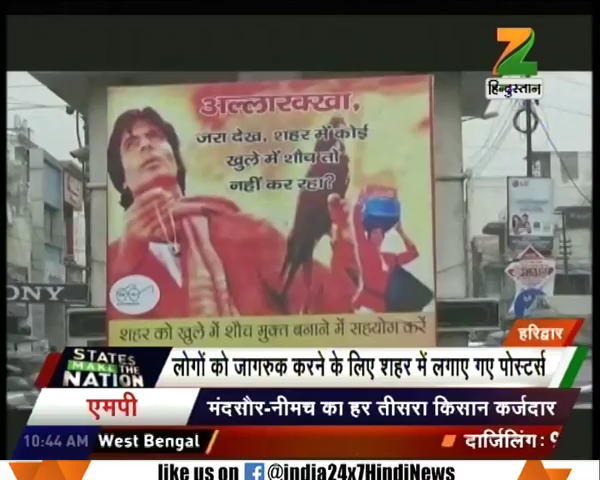 हिन्दुस्तान
अल्लारक्खा,
जरा देख, शहर में कोई
खुले में शौच तो
नहीं कर रहा?
LG
ONY
शहर को खुले में शौच मुक्त बनाने में सहयोग करें
हरिद्वार
STATES
MAKE THE
NATION
लोगों को जागरुक करने के लिए शहर में लगाए गए पोस्टर्स
एमपी
मंदसौर-नीमच का हर तीसरा किसान कर्जदार
10:44 AM West Bengal
दार्जिलिंग:
like us on f @india24x7HindiNews